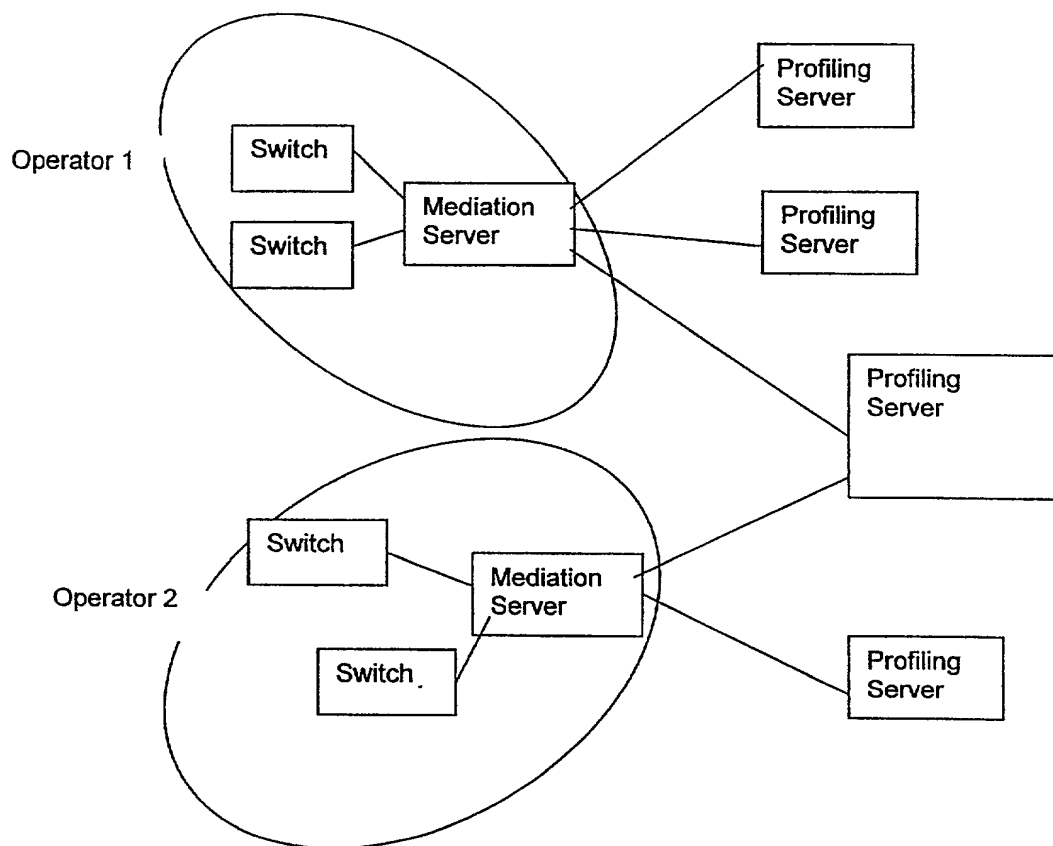 Profiling
Server
Switch
Operator 1
Mediation
Server
Profiling
Server
Switch
Profiling
Server
Switch
Mediation
Server
Operator 2
Profiling
Server
Switch